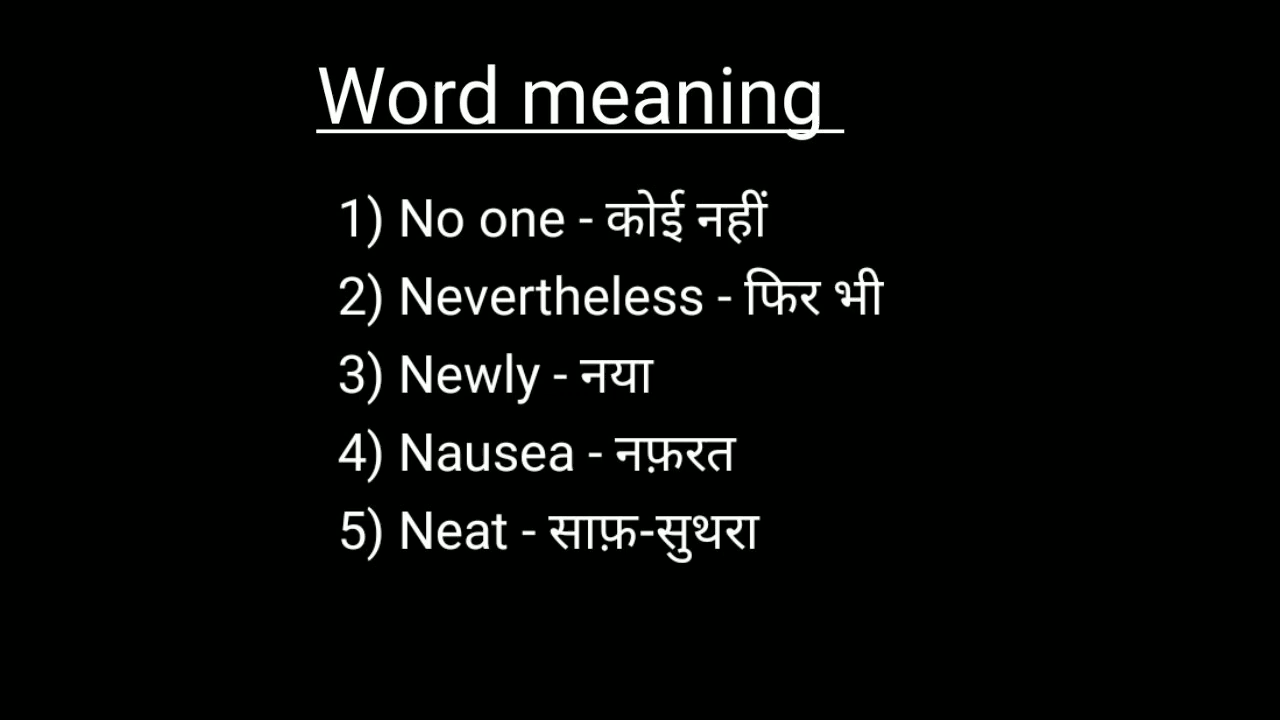 Word meaning
1) No one - कोई नहीं
2) Nevertheless - फिर भी
3) Newly - नया
4) Nausea - नफ़रत
5) Neat - साफ़-सुथरा